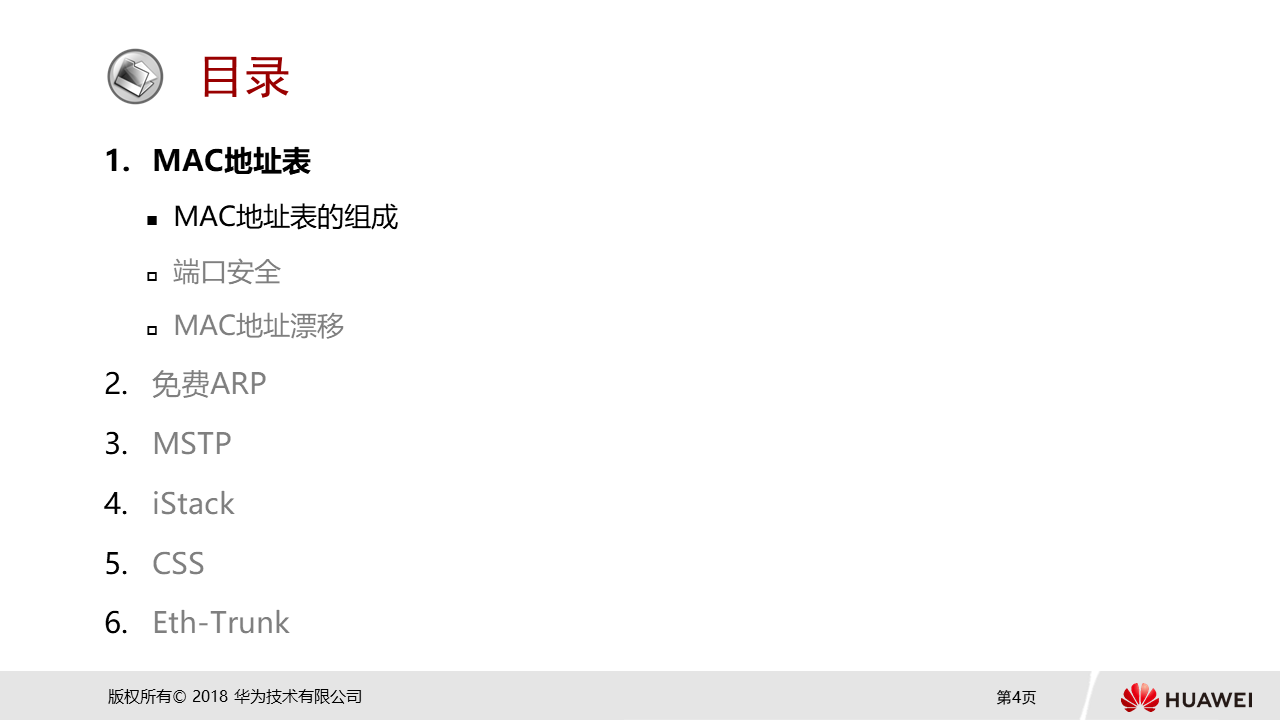 目录
1. MAC地址表
MAC地址表的组成
端口安全
MAC地址漂移
2. 免费ARP
3. MSTP
4. iStack
5. CSS
6. Eth-Trunk
版权所有© 2018 华为技术有限公司
第4页
HUAWEI